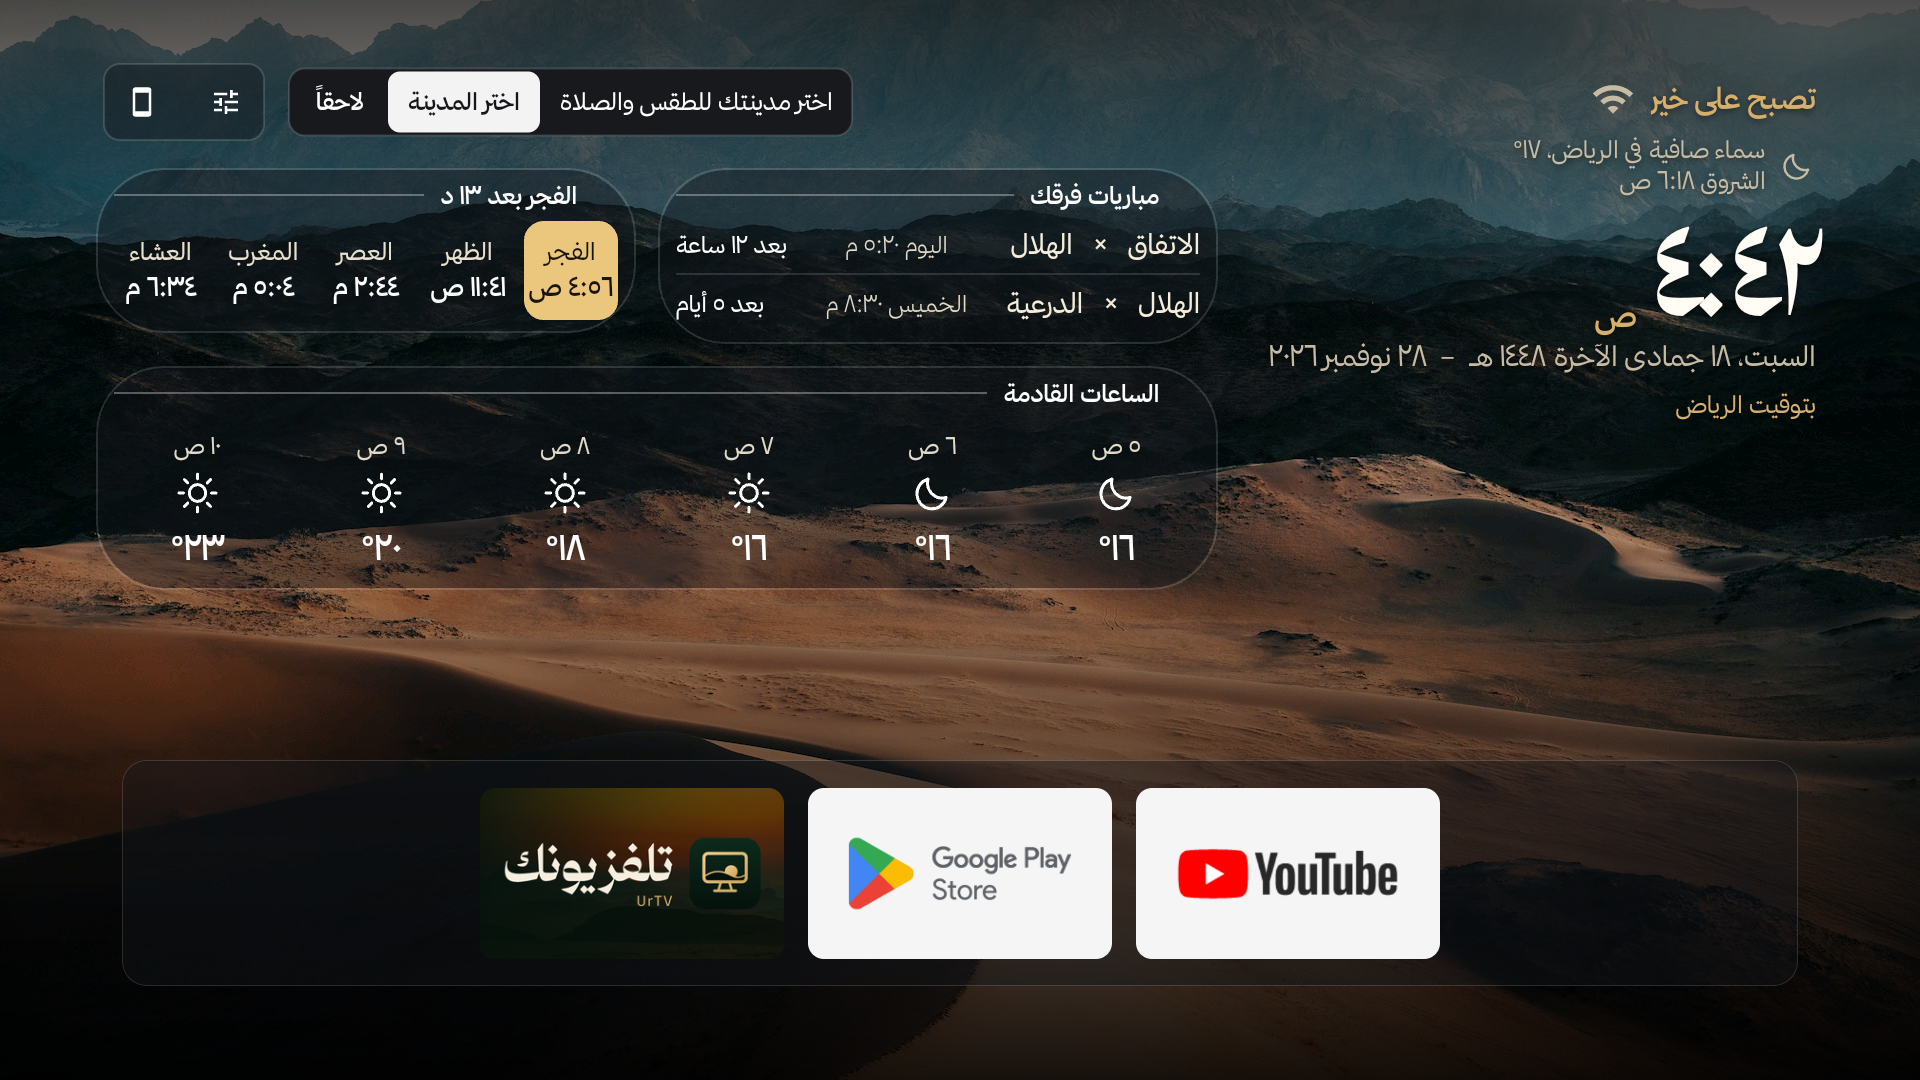 تصبح على خير
سماء صافية في الرياض، ١٧°
الشروق ٦:١٨ ص
٤:٤٢ ص
السبت، ١٨ جمادى الآخرة ١٤٤٨ هـ – ٢٨ نوفمبر ٢٠٢٦
بتوقيت الرياض
اختر مدينتك للطقس والصلاة اختر المدينة لاحقاً
مباريات فرقك
الاتفاق × الهلال اليوم ٥:٢٠ م بعد ١٢ ساعة
الهلال × الدرعية الخميس ٨:٣٠ م بعد ٥ أيام
الفجر بعد ١٣ د
الفجر الظهر العصر المغرب العشاء
٤:٥٦ ص ١١:٤١ ص ٢:٤٤ م ٥:٠٤ م ٦:٣٤ م
الساعات القادمة
٥ ص ٦ ص ٧ ص ٨ ص ٩ ص ١٠ ص
١٦° ١٦° ١٦° ١٨° ٢٠° ٢٣°
YouTube
Google Play
Store
تلفزيونك
UrTV